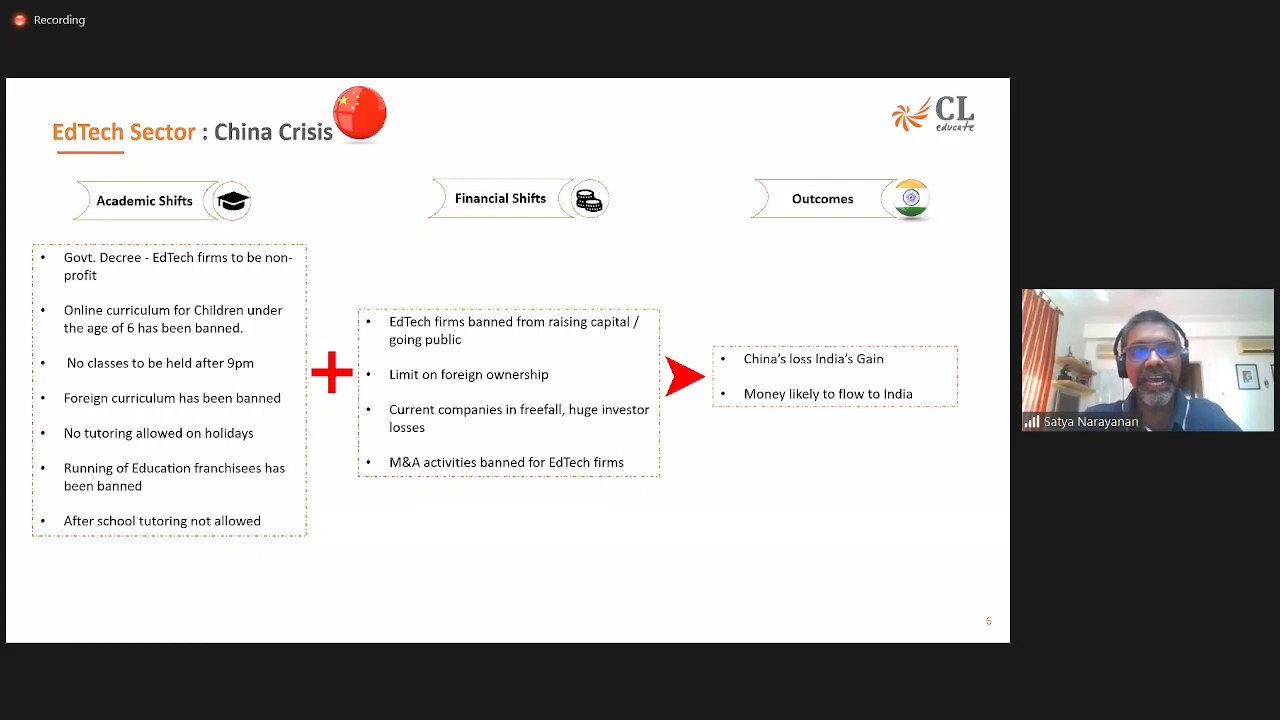 Recording
EdTech Sector : China Crisis
CL
educate
Academic Shifts
Financial Shifts
Outcomes
• Govt. Decree - EdTech firms to be non-
profit
• Online curriculum for Children under
the age of 6 has been banned.
• No classes to be held after 9pm
• Foreign curriculum has been banned
• No tutoring allowed on holidays
• Running of Education franchisees has
been banned
• After school tutoring not allowed
• EdTech firms banned from raising capital /
going public
• Limit on foreign ownership
• Current companies in freefall, huge investor
losses
• M&A activities banned for EdTech firms
• China’s loss India’s Gain
• Money likely to flow to India
Satya Narayanan
6